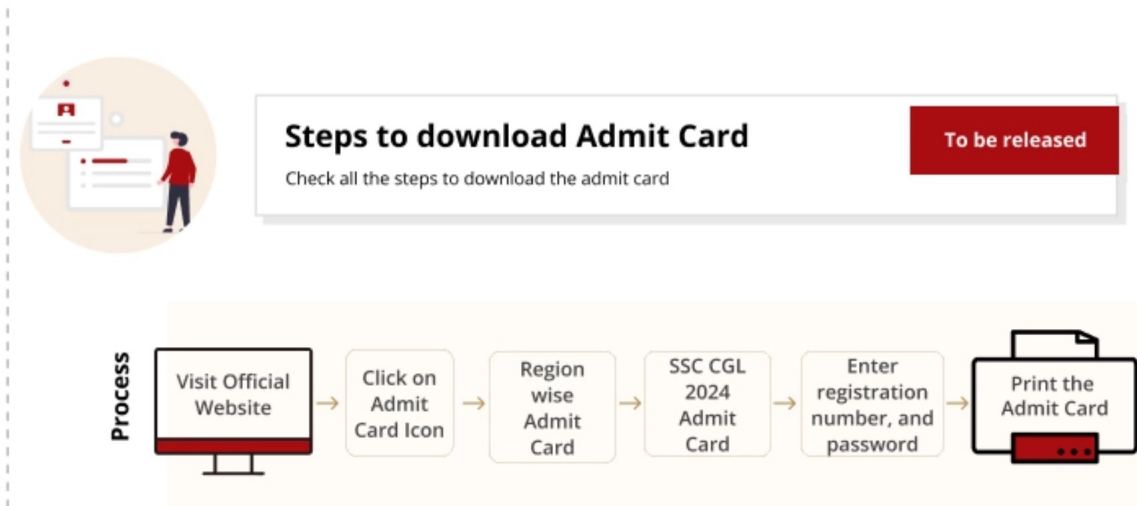 Steps to download Admit Card
To be released
Check all the steps to download the admit card
Process
Visit Official
Website
Click on
Admit
Card Icon
Region
wise
Admit
Card
SSC CGL
2024
Admit
Card
Enter
registration
number, and
password
Print the
Admit Card